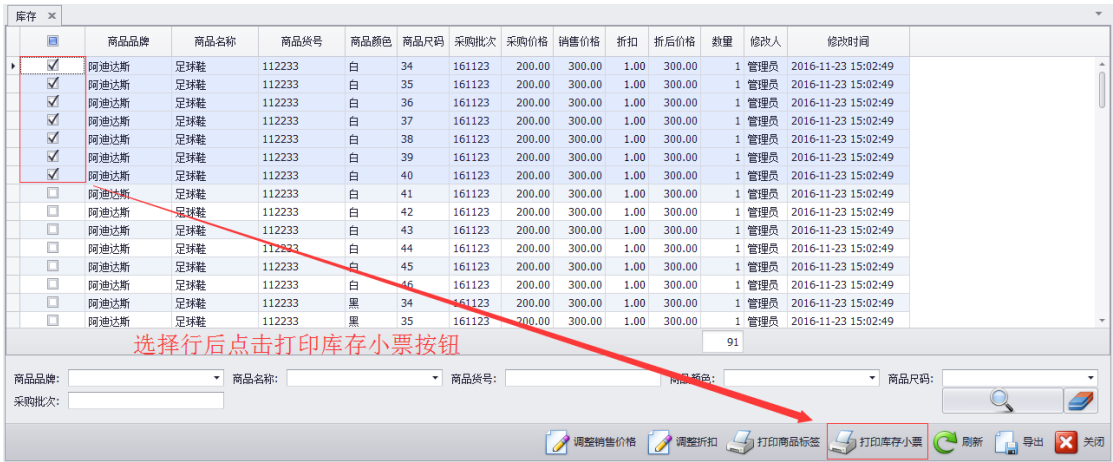 库存
商品品牌 商品名称 商品货号 商品颜色 商品尺码 采购批次 采购价格 销售价格 折扣 折后价格 数量 修改人 修改时间
阿迪达斯 足球鞋 112233 白 34 161123 200.00 300.00 1.00 300.00 1 管理员 2016-11-23 15:02:49
阿迪达斯 足球鞋 112233 白 35 161123 200.00 300.00 1.00 300.00 1 管理员 2016-11-23 15:02:49
阿迪达斯 足球鞋 112233 白 36 161123 200.00 300.00 1.00 300.00 1 管理员 2016-11-23 15:02:49
阿迪达斯 足球鞋 112233 白 37 161123 200.00 300.00 1.00 300.00 1 管理员 2016-11-23 15:02:49
阿迪达斯 足球鞋 112233 白 38 161123 200.00 300.00 1.00 300.00 1 管理员 2016-11-23 15:02:49
阿迪达斯 足球鞋 112233 白 39 161123 200.00 300.00 1.00 300.00 1 管理员 2016-11-23 15:02:49
阿迪达斯 足球鞋 112233 白 40 161123 200.00 300.00 1.00 300.00 1 管理员 2016-11-23 15:02:49
阿迪达斯 足球鞋 112233 白 41 161123 200.00 300.00 1.00 300.00 1 管理员 2016-11-23 15:02:49
阿迪达斯 足球鞋 112233 白 42 161123 200.00 300.00 1.00 300.00 1 管理员 2016-11-23 15:02:49
阿迪达斯 足球鞋 112233 白 43 161123 200.00 300.00 1.00 300.00 1 管理员 2016-11-23 15:02:49
阿迪达斯 足球鞋 112233 白 44 161123 200.00 300.00 1.00 300.00 1 管理员 2016-11-23 15:02:49
阿迪达斯 足球鞋 112233 白 45 161123 200.00 300.00 1.00 300.00 1 管理员 2016-11-23 15:02:49
阿迪达斯 足球鞋 112233 白 46 161123 200.00 300.00 1.00 300.00 1 管理员 2016-11-23 15:02:49
阿迪达斯 足球鞋 112233 黑 34 161123 200.00 300.00 1.00 300.00 1 管理员 2016-11-23 15:02:49
阿迪达斯 足球鞋 112233 黑 35 161123 200.00 300.00 1.00 300.00 1 管理员 2016-11-23 15:02:49
选择行后点击打印库存小票按钮 91
商品品牌: 商品名称: 商品货号: 商品颜色: 商品尺码:
采购批次:
调整销售价格 调整折扣 打印商品标签 打印库存小票 刷新 导出 关闭